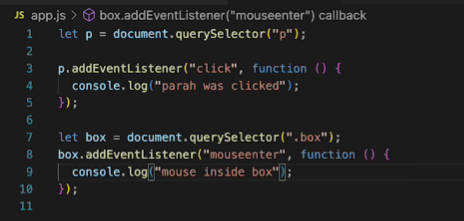 JS app.js > box.addEventListener("mouseenter") callback
1 let p = document.querySelector("p");
2
3 p.addEventListener("click", function () {
4 console.log("parah was clicked");
5 });
6
7 let box = document.querySelector(".box");
8 box.addEventListener("mouseenter", function () {
9 console.log("mouse inside box");
10 });
11